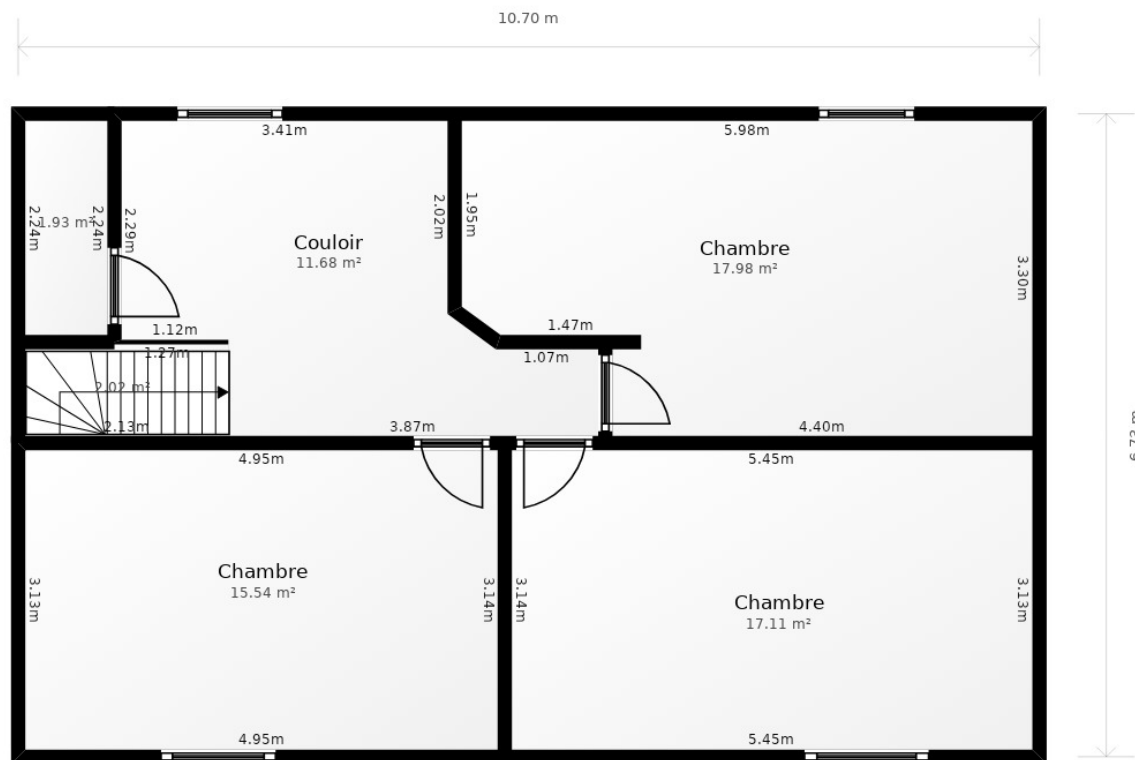 10.70 m
3.41m
5.98m
2.24m
1.93 m²
2.24m
2.29m
2.02m
1.95m
Couloir
11.68 m²
Chambre
17.98 m²
3.30m
1.12m
1.27m
1.47m
1.07m
2.02 m²
2.13m
3.87m
4.40m
4.95m
5.45m
Chambre
15.54 m²
3.13m
3.14m
3.14m
Chambre
17.11 m²
3.13m
4.95m
5.45m